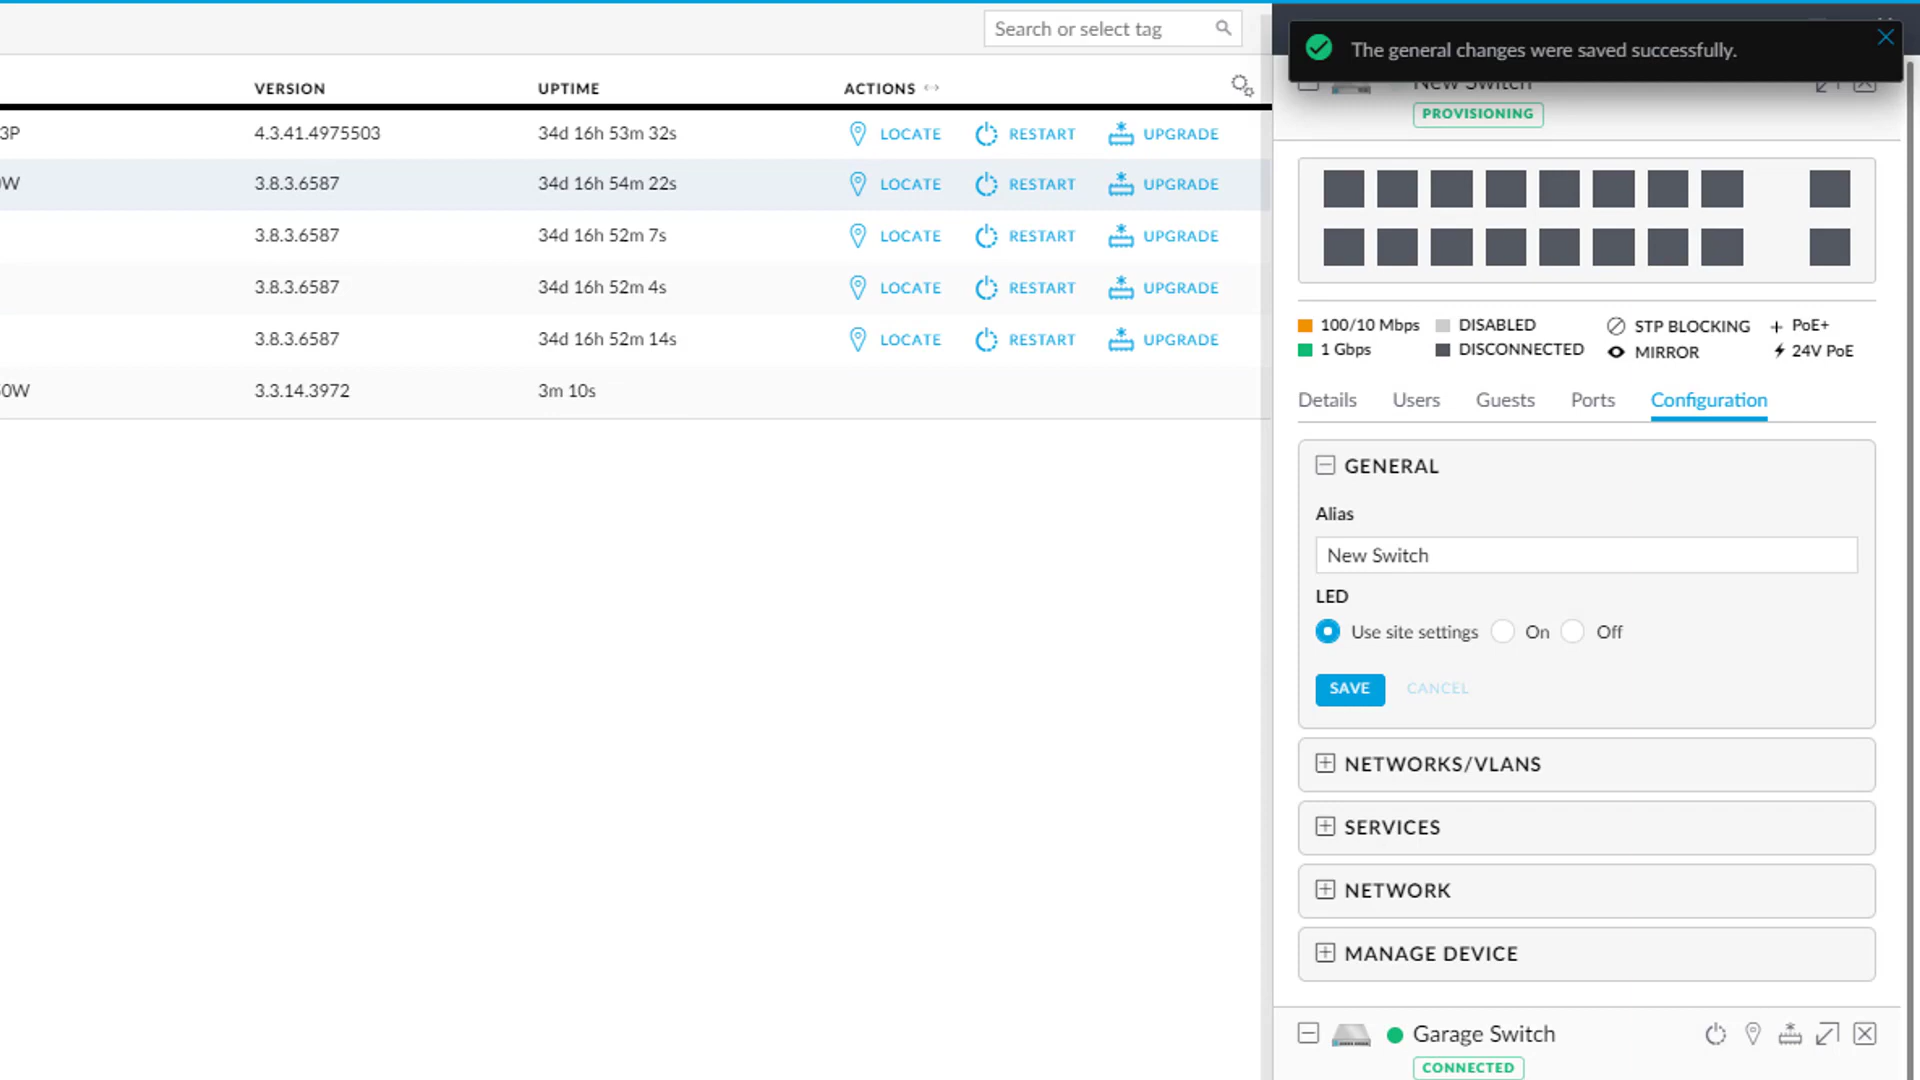 Search or select tag
The general changes were saved successfully.
VERSION UPTIME ACTIONS
New Switch
PROVISIONING
3P 4.3.41.4975503 34d 16h 53m 32s LOCATE RESTART UPGRADE
W 3.8.3.6587 34d 16h 54m 22s LOCATE RESTART UPGRADE
3.8.3.6587 34d 16h 52m 7s LOCATE RESTART UPGRADE
3.8.3.6587 34d 16h 52m 4s LOCATE RESTART UPGRADE
3.8.3.6587 34d 16h 52m 14s LOCATE RESTART UPGRADE
0W 3.3.14.3972 3m 10s
100/10 Mbps DISABLED STP BLOCKING PoE+
1 Gbps DISCONNECTED MIRROR 24V PoE
Details Users Guests Ports Configuration
GENERAL
Alias
New Switch
LED
Use site settings On Off
SAVE CANCEL
NETWORKS/VLANS
SERVICES
NETWORK
MANAGE DEVICE
Garage Switch
CONNECTED